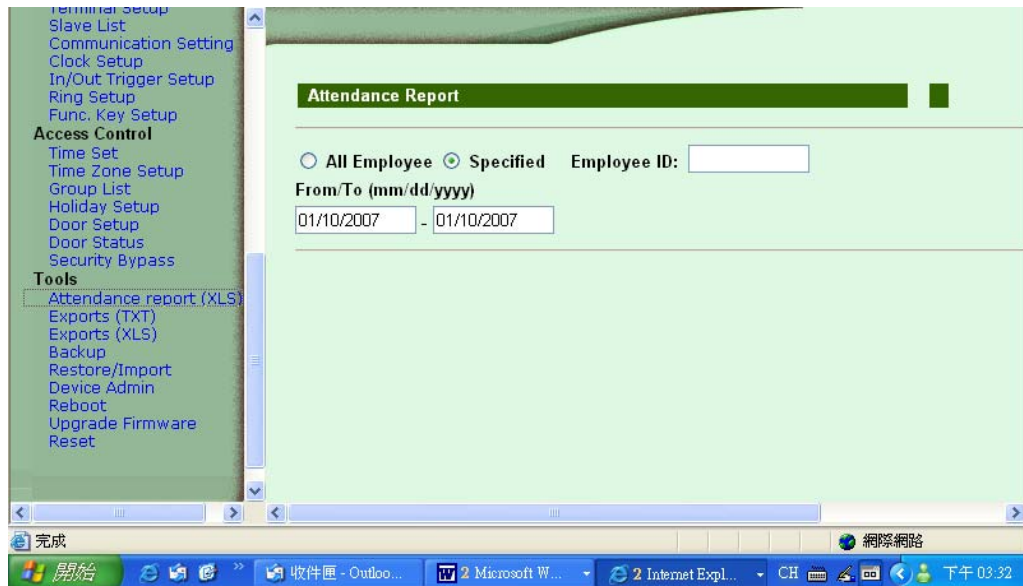 Terminal Setup
Slave List
Communication Setting
Clock Setup
In/Out Trigger Setup
Ring Setup
Func. Key Setup
Access Control
Time Set
Time Zone Setup
Group List
Holiday Setup
Door Setup
Door Status
Security Bypass
Tools
Attendance report (XLS)
Exports (TXT)
Exports (XLS)
Backup
Restore/Import
Device Admin
Reboot
Upgrade Firmware
Reset
Attendance Report
All Employee Specified Employee ID:
From/To (mm/dd/yyyy)
01/10/2007 - 01/10/2007
完成 網際網路
開始 收件匣 - Outloo... 2 Microsoft W... 2 Internet Expl... CH 下午 03:32